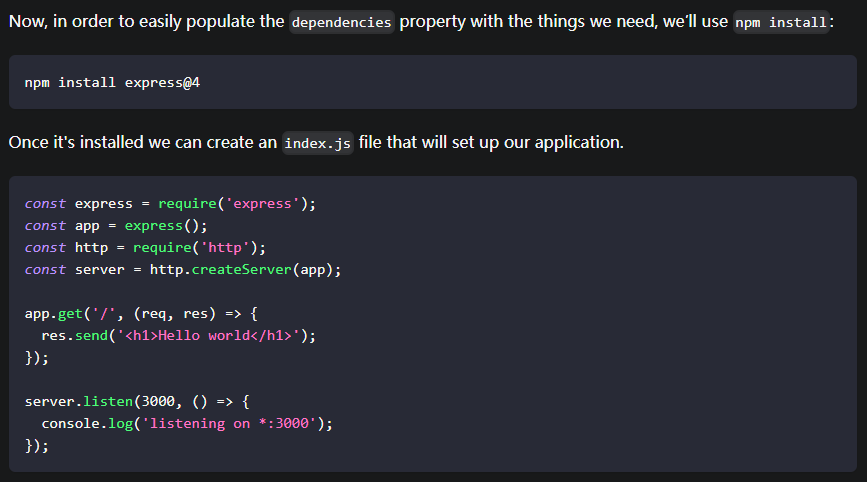 Now, in order to easily populate the dependencies property with the things we need, we'll use npm install:
npm install express@4
Once it's installed we can create an index.js file that will set up our application.
const express = require('express');
const app = express();
const http = require('http');
const server = http.createServer(app);
app.get('/', (req, res) => {
  res.send('<h1>Hello world</h1>');
});
server.listen(3000, () => {
  console.log('listening on *:3000');
});